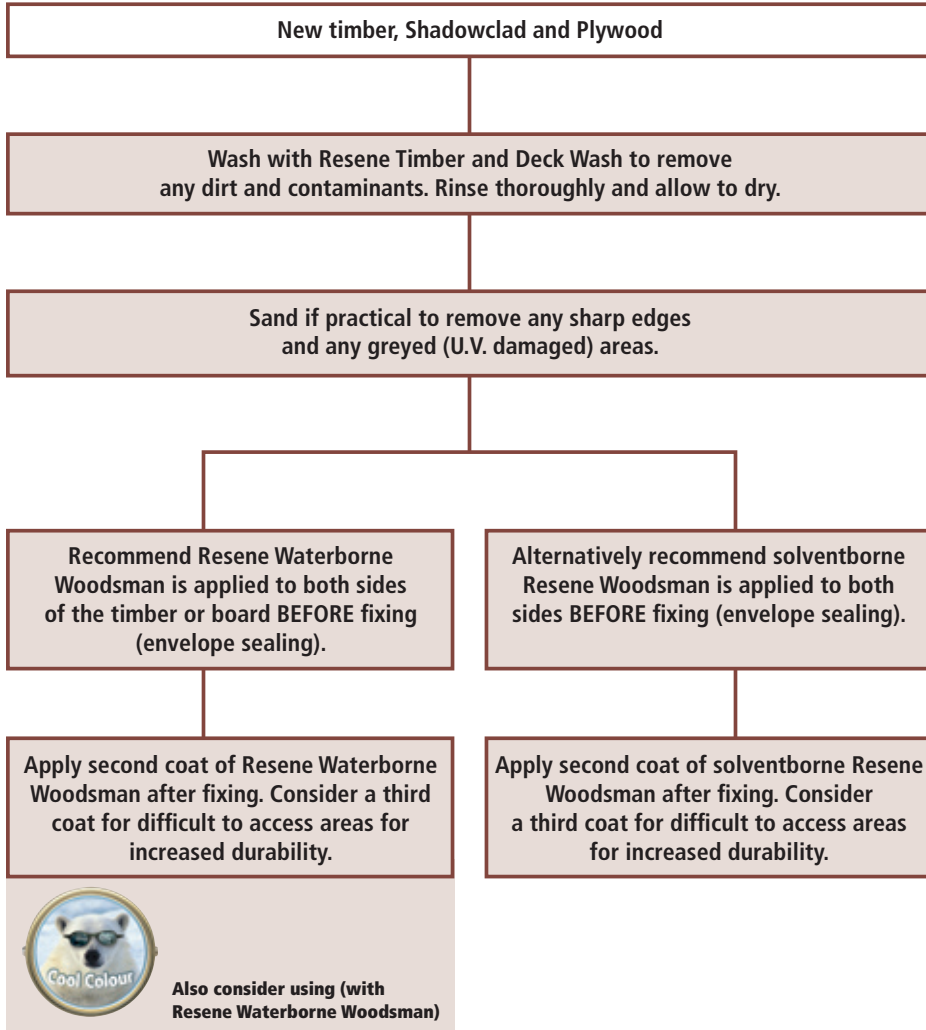 New timber, Shadowclad and Plywood
Wash with Resene Timber and Deck Wash to remove
any dirt and contaminants. Rinse thoroughly and allow to dry.
Sand if practical to remove any sharp edges
and any greyed (U.V. damaged) areas.
Recommend Resene Waterborne
Woodsman is applied to both sides
of the timber or board BEFORE fixing
(envelope sealing).
Alternatively recommend solventborne
Resene Woodsman is applied to both
sides BEFORE fixing (envelope sealing).
Apply second coat of Resene Waterborne
Woodsman after fixing. Consider a third
coat for difficult to access areas for
increased durability.
Apply second coat of solventborne Resene
Woodsman after fixing. Consider
a third coat for difficult to access areas
for increased durability.
Cool Colour
Also consider using (with
Resene Waterborne Woodsman)